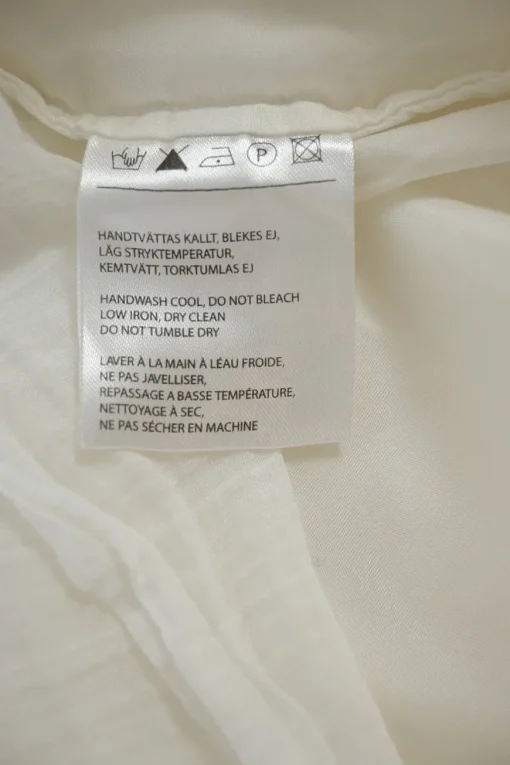 P
HANDTVÄTTAS KALLT, BLEKES EJ,
LÅG STRYKTEMPERATUR,
KEMTVÄTT, TORKTUMLAS EJ
HANDWASH COOL, DO NOT BLEACH
LOW IRON, DRY CLEAN
DO NOT TUMBLE DRY
LAVER À LA MAIN À LÉAU FROIDE,
NE PAS JAVELLISER,
REPASSAGE A BASSE TEMPÉRATURE,
NETTOYAGE À SEC,
NE PAS SÉCHER EN MACHINE